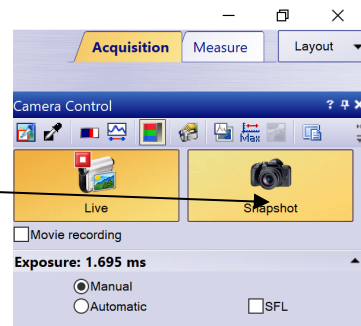 Acquisition Measure Layout
Camera Control ?
Max
Live Snapshot
Movie recording
Exposure: 1.695 ms
Manual
Automatic SFL